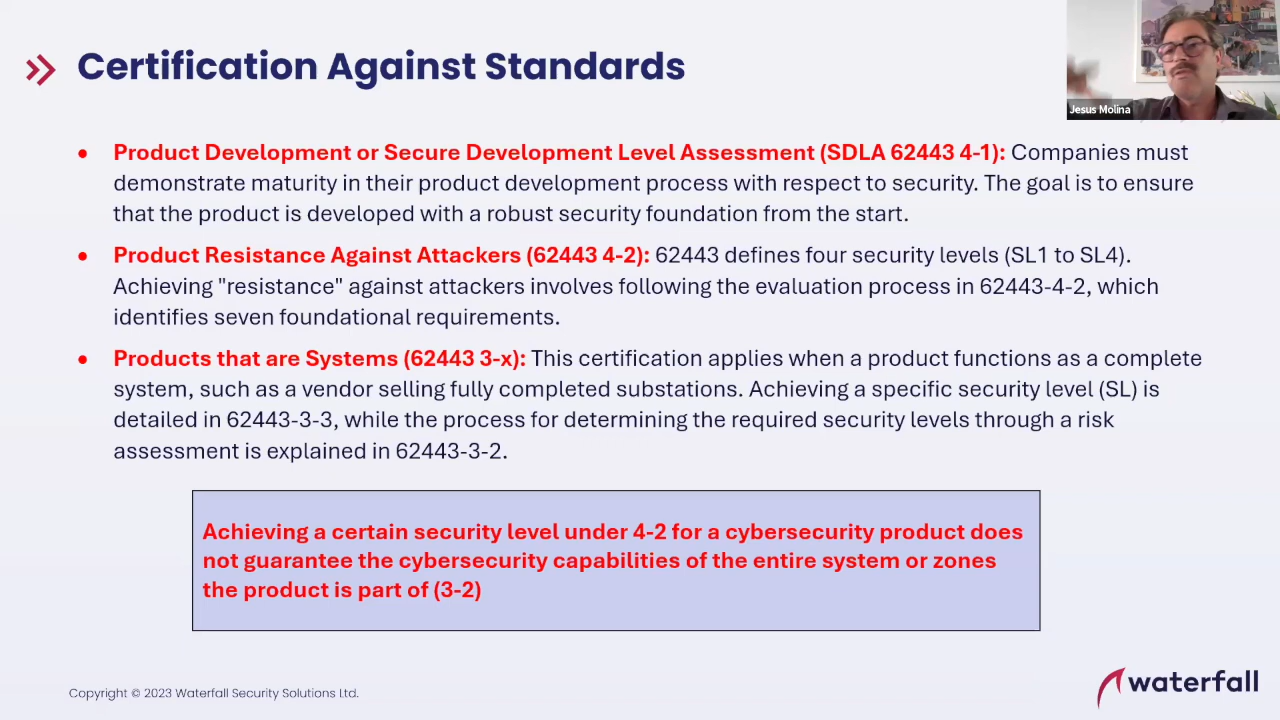 Certification Against Standards
Jesus Molina
• Product Development or Secure Development Level Assessment (SDLA 62443 4-1): Companies must
demonstrate maturity in their product development process with respect to security. The goal is to ensure
that the product is developed with a robust security foundation from the start.
• Product Resistance Against Attackers (62443 4-2): 62443 defines four security levels (SL1 to SL4).
Achieving "resistance" against attackers involves following the evaluation process in 62443-4-2, which
identifies seven foundational requirements.
• Products that are Systems (62443 3-x): This certification applies when a product functions as a complete
system, such as a vendor selling fully completed substations. Achieving a specific security level (SL) is
detailed in 62443-3-3, while the process for determining the required security levels through a risk
assessment is explained in 62443-3-2.
Achieving a certain security level under 4-2 for a cybersecurity product does
not guarantee the cybersecurity capabilities of the entire system or zones
the product is part of (3-2)
Copyright © 2023 Waterfall Security Solutions Ltd.
waterfall